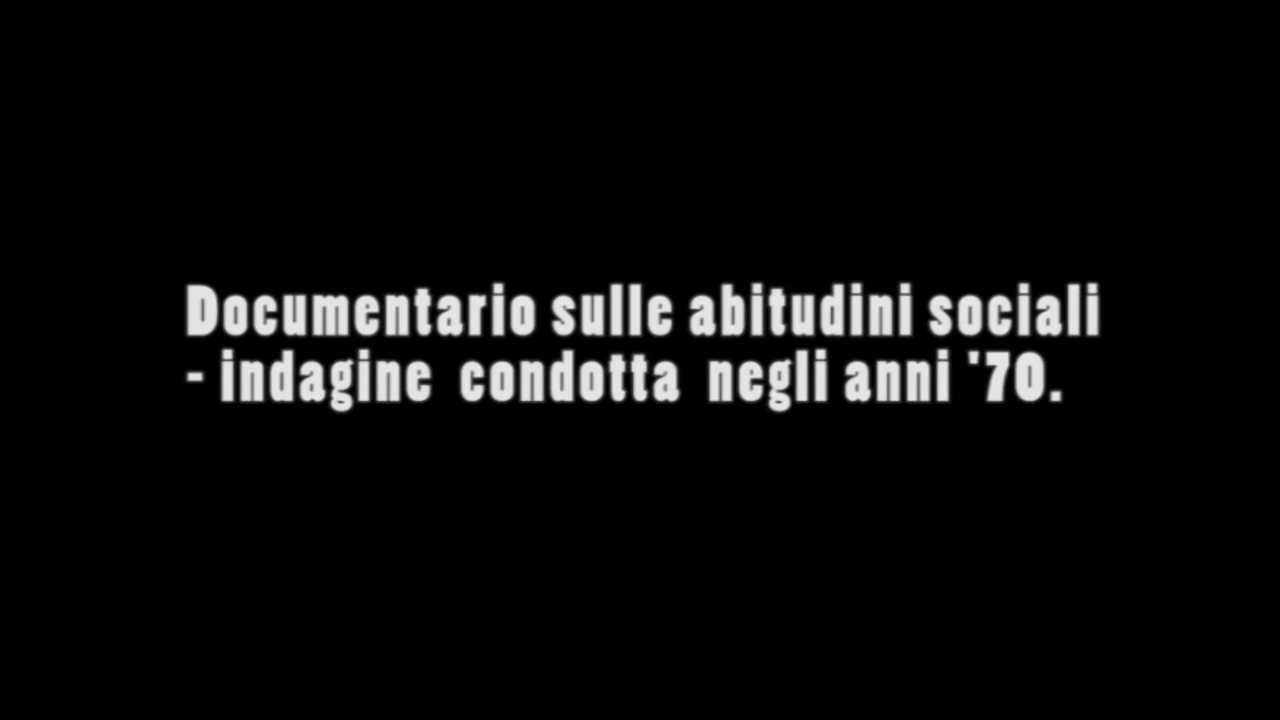 Documentario sulle abitudini sociali
- indagine condotta negli anni '70.